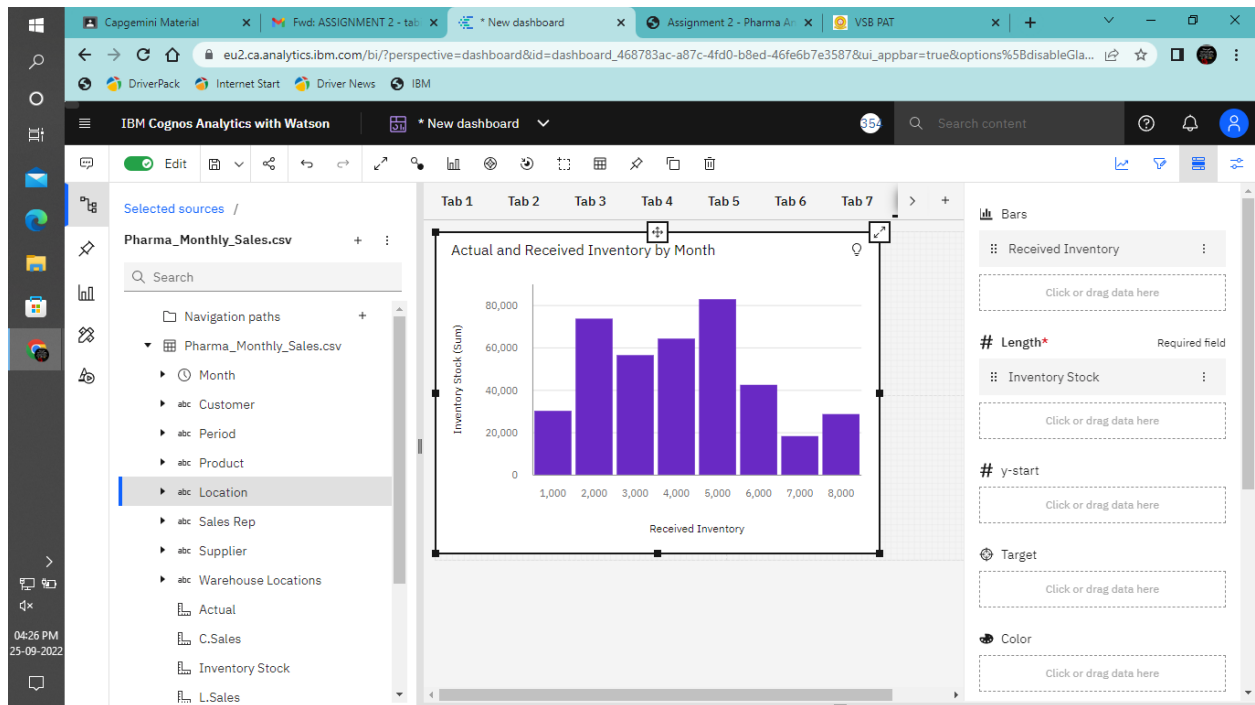 Capgemini Material
Fwd: ASSIGNMENT 2 - tab
* New dashboard
Assignment 2 - Pharma An
VSB PAT
eu2.ca.analytics.ibm.com/bi/?perspective=dashboard&id=dashboard_468783ac-a87c-4fd0-b8ed-46fe6b7e3587&ui_appbar=true&options%5BdisableGla...
DriverPack
Internet Start
Driver News
IBM
IBM Cognos Analytics with Watson
* New dashboard
354
Search content
Edit
Selected sources /
Pharma_Monthly_Sales.csv
Search
Navigation paths
Pharma_Monthly_Sales.csv
Month
abc Customer
abc Period
abc Product
abc Location
abc Sales Rep
abc Supplier
abc Warehouse Locations
Actual
C.Sales
Inventory Stock
L.Sales
Tab 1 Tab 2 Tab 3 Tab 4 Tab 5 Tab 6 Tab 7
Actual and Received Inventory by Month
Inventory Stock (Sum)
80,000
60,000
40,000
20,000
0
1,000 2,000 3,000 4,000 5,000 6,000 7,000 8,000
Received Inventory
Bars
Received Inventory
Click or drag data here
# Length* Required field
Inventory Stock
Click or drag data here
# y-start
Click or drag data here
Target
Click or drag data here
Color
Click or drag data here
04:26 PM
25-09-2022